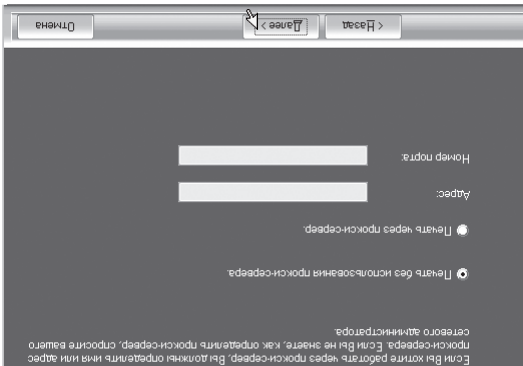 Если Вы хотите работать через прокси-сервер, Вы должны определить имя или адрес
прокси-сервера. Если Вы не знаете, как определить прокси-сервер, спросите вашего
сетевого администратора.
Печать без использования прокси-сервера.
Печать через прокси-сервер.
Адрес:
Номер порта:
< Назад
Далее >
Отмена